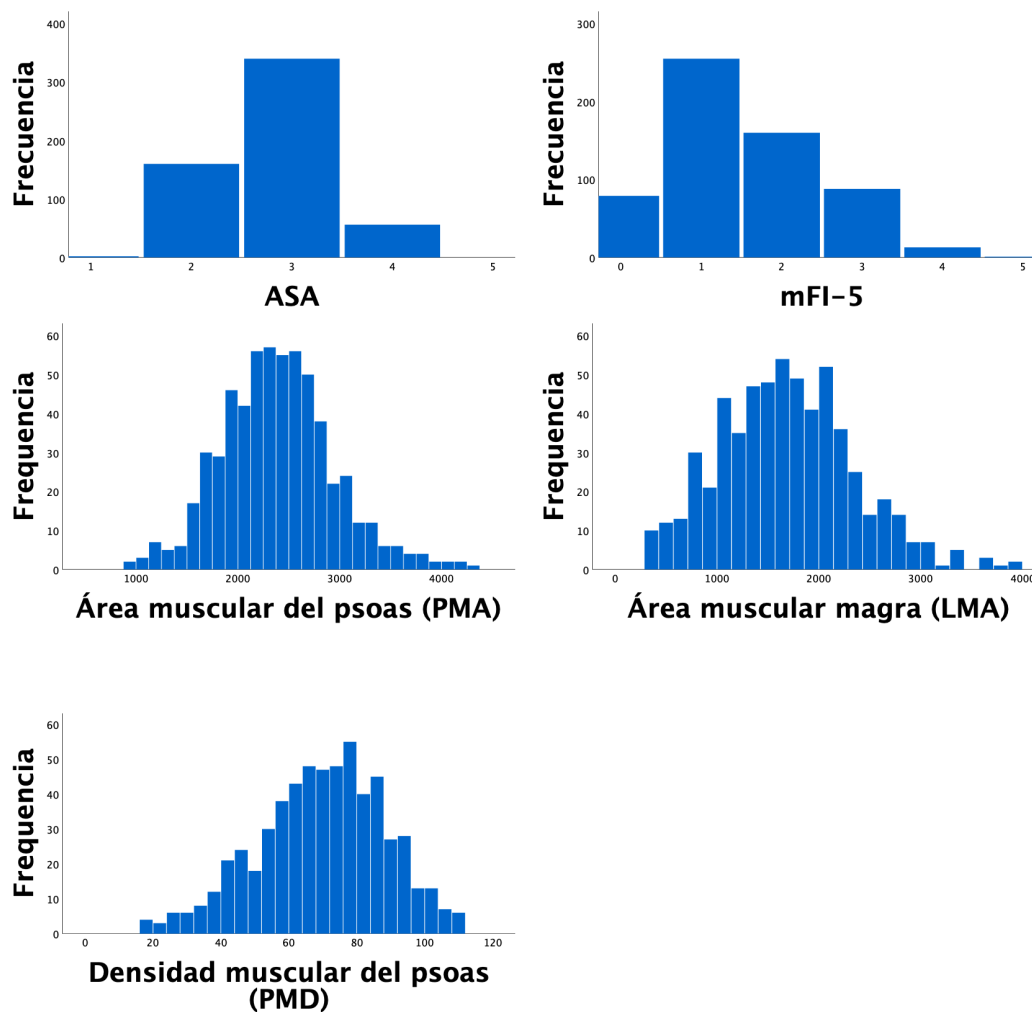 400
300
200
100
0
Frecuencia
1 2 3 4 5
ASA
300
200
100
0
Frecuencia
0 1 2 3 4 5
mFI-5
60
50
40
30
20
10
0
Frequencia
1000 2000 3000 4000
Área muscular del psoas (PMA)
60
50
40
30
20
10
0
Frequencia
0 1000 2000 3000 4000
Área muscular magra (LMA)
60
50
40
30
20
10
0
Frequencia
0 20 40 60 80 100 120
Densidad muscular del psoas
(PMD)